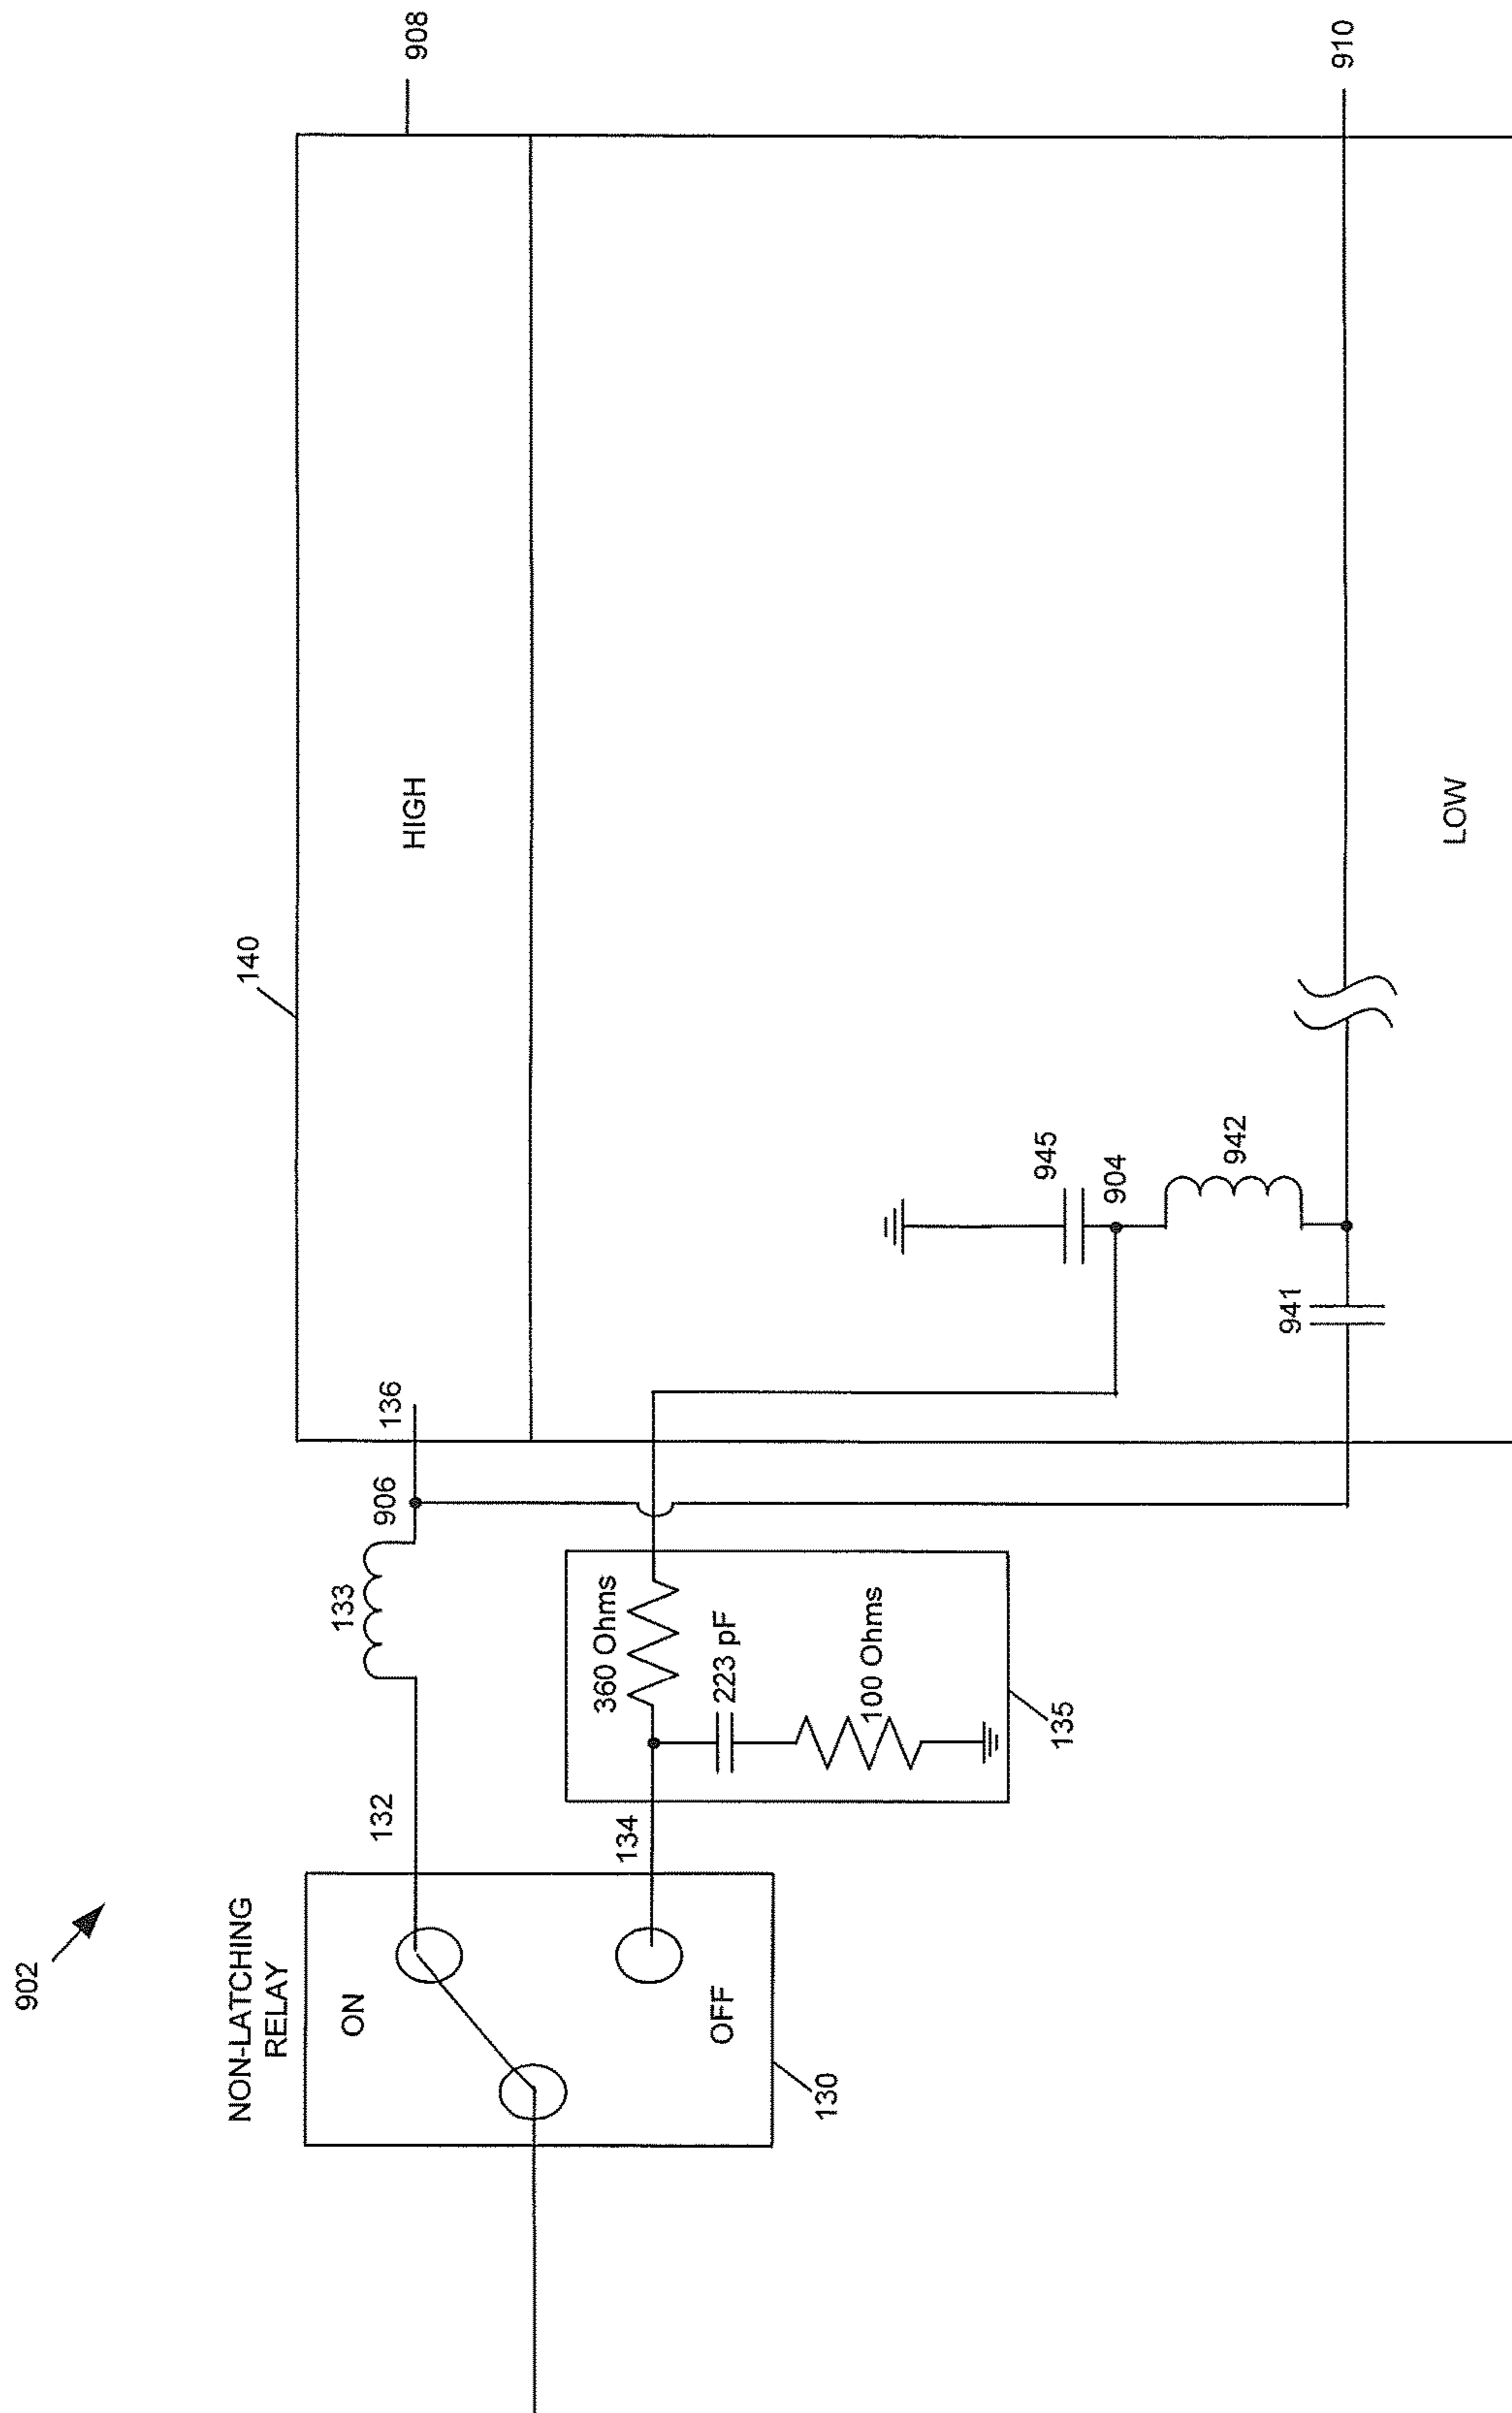 902
NON-LATCHING
RELAY
ON
OFF
130
132
134
133
906
136
360 Ohms
223 pF
100 Ohms
135
140
HIGH
908
941
942
904
945
910
LOW